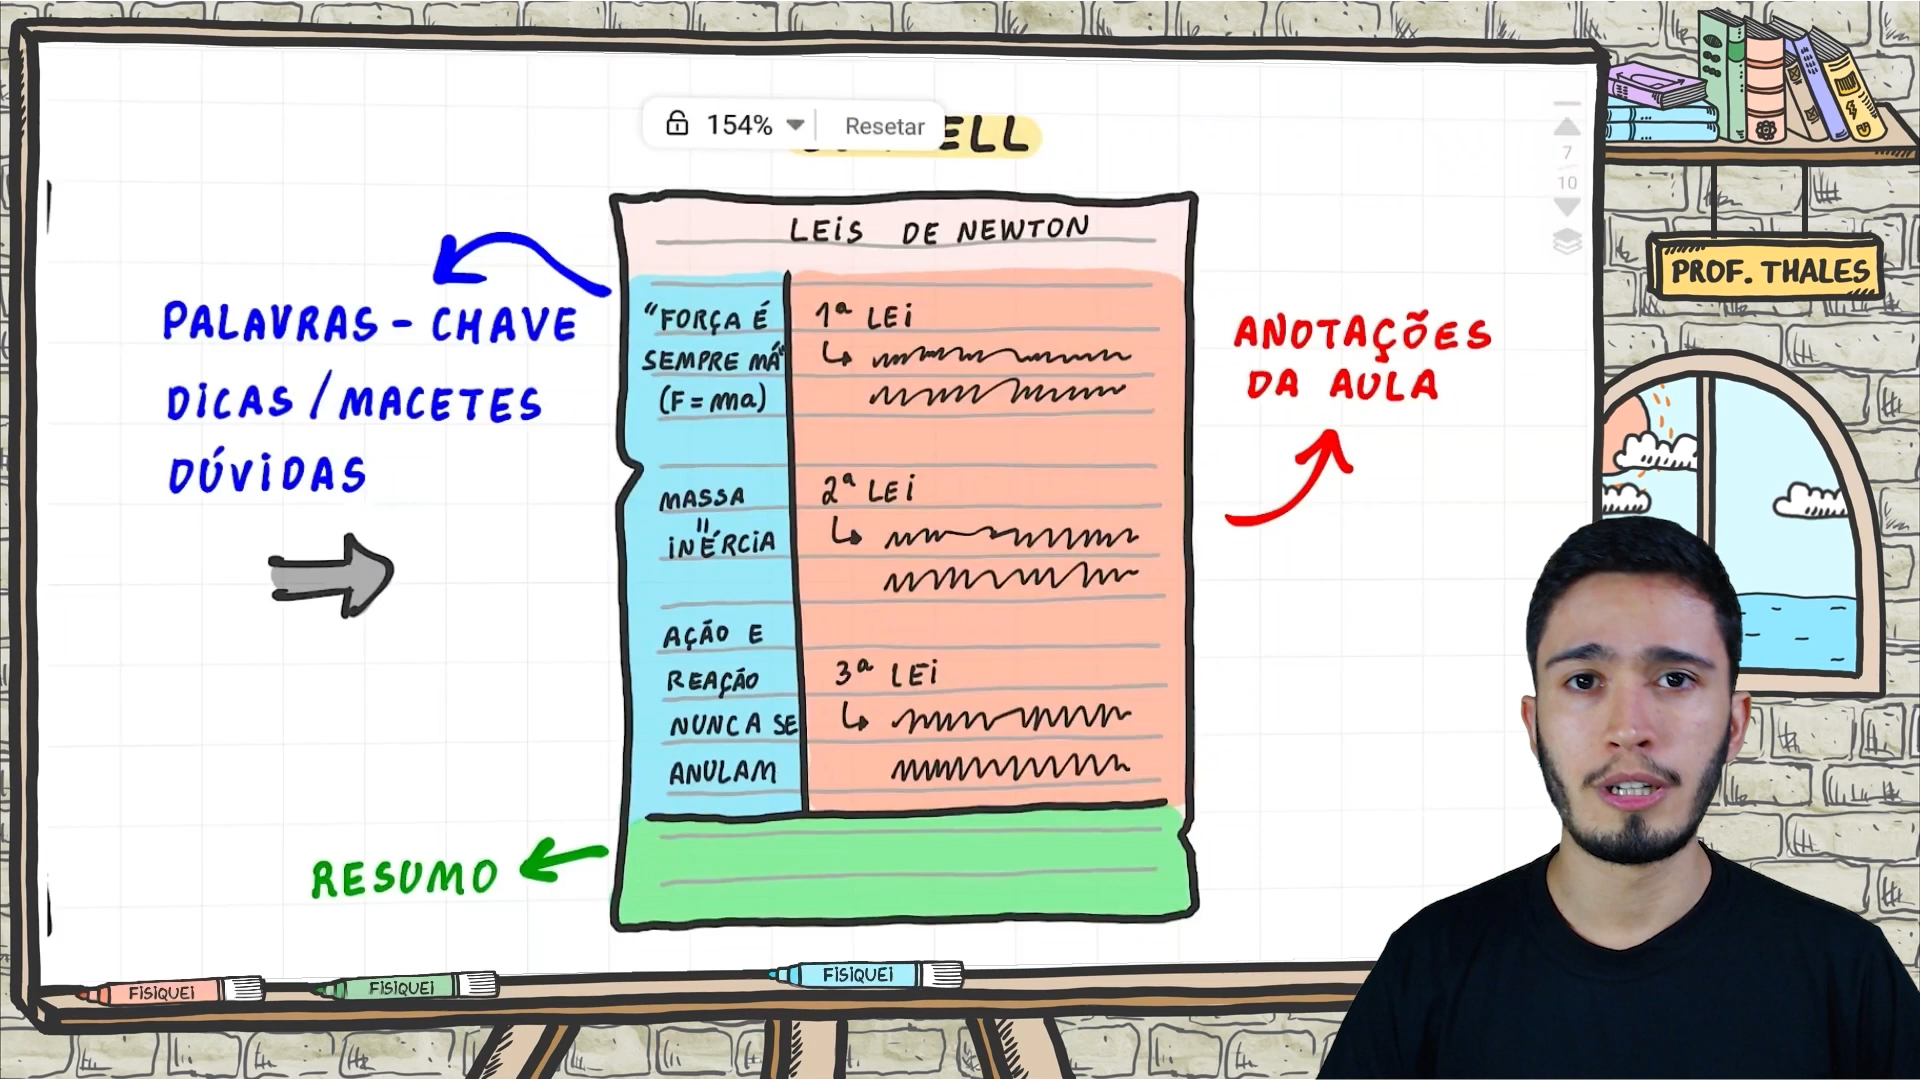 154%
Resetar
ELL
7
10
LEIS DE NEWTON
PALAVRAS - CHAVE
DICAS / MACETES
DÚVIDAS
"FORÇA É
SEMPRE MÁ"
(F = ma)
MASSA
"
INÉRCIA
AÇÃO E
REAÇÃO
NUNCA SE
ANULAM
1ª LEI
2ª LEI
3ª LEI
ANOTAÇÕES
DA AULA
RESUMO
PROF. THALES
FISIQUEI
FISIQUEI
FISIQUEI